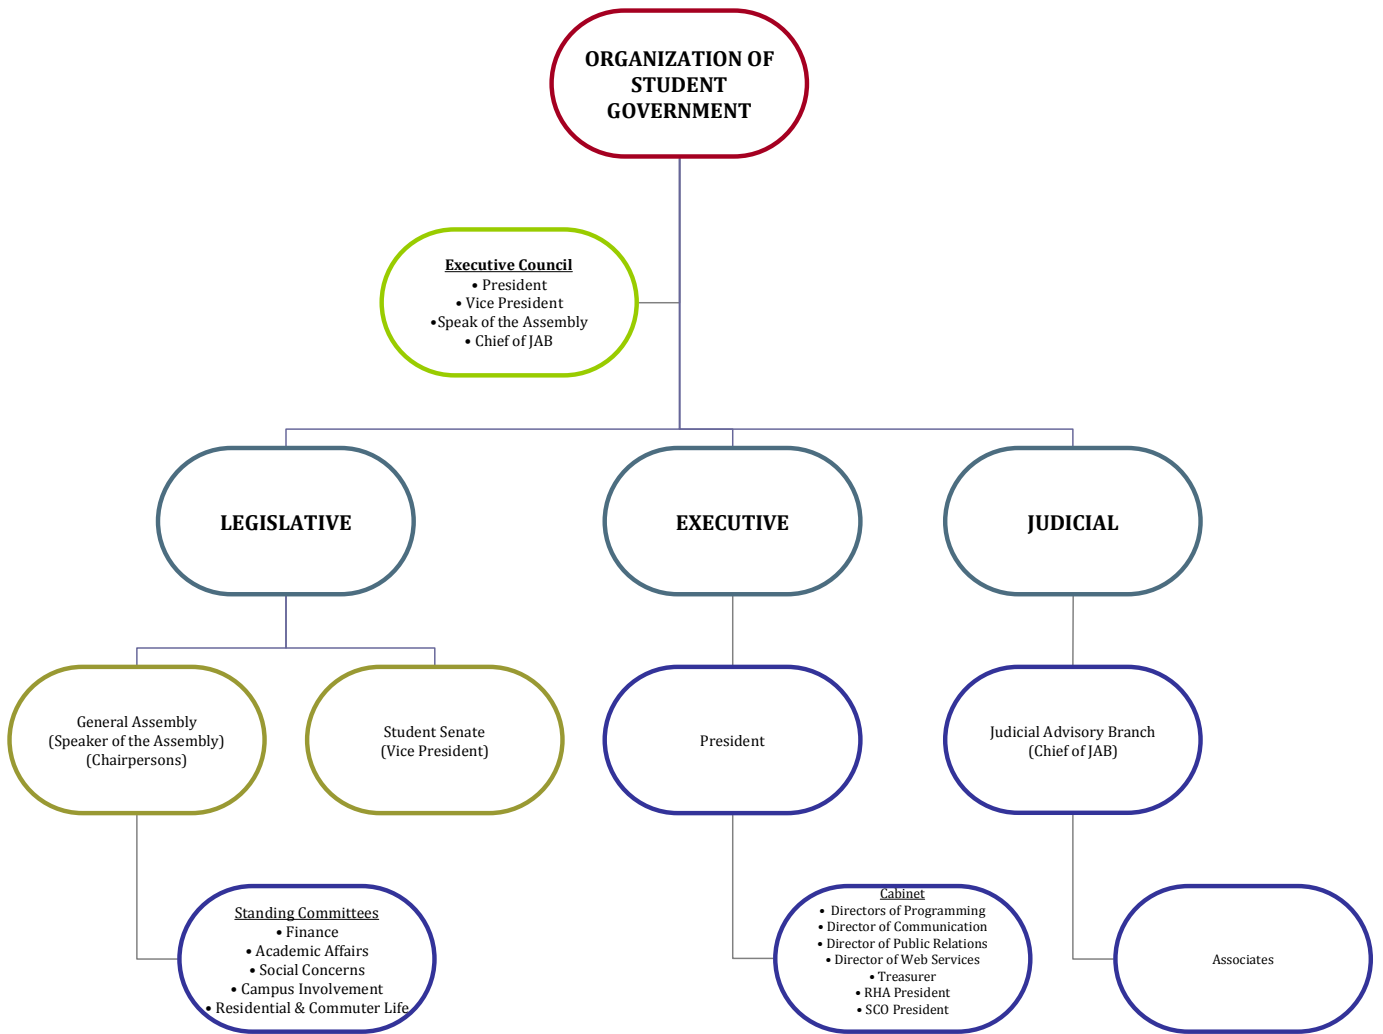 ORGANIZATION OF
STUDENT
GOVERNMENT
Executive Council
• President
• Vice President
•Speak of the Assembly
• Chief of JAB
LEGISLATIVE
EXECUTIVE
JUDICIAL
General Assembly
(Speaker of the Assembly)
(Chairpersons)
Student Senate
(Vice President)
President
Judicial Advisory Branch
(Chief of JAB)
Standing Committees
• Finance
• Academic Affairs
• Social Concerns
• Campus Involvement
• Residential & Commuter Life
Cabinet
• Directors of Programming
• Director of Communication
• Director of Public Relations
• Director of Web Services
• Treasurer
• RHA President
• SCO President
Associates